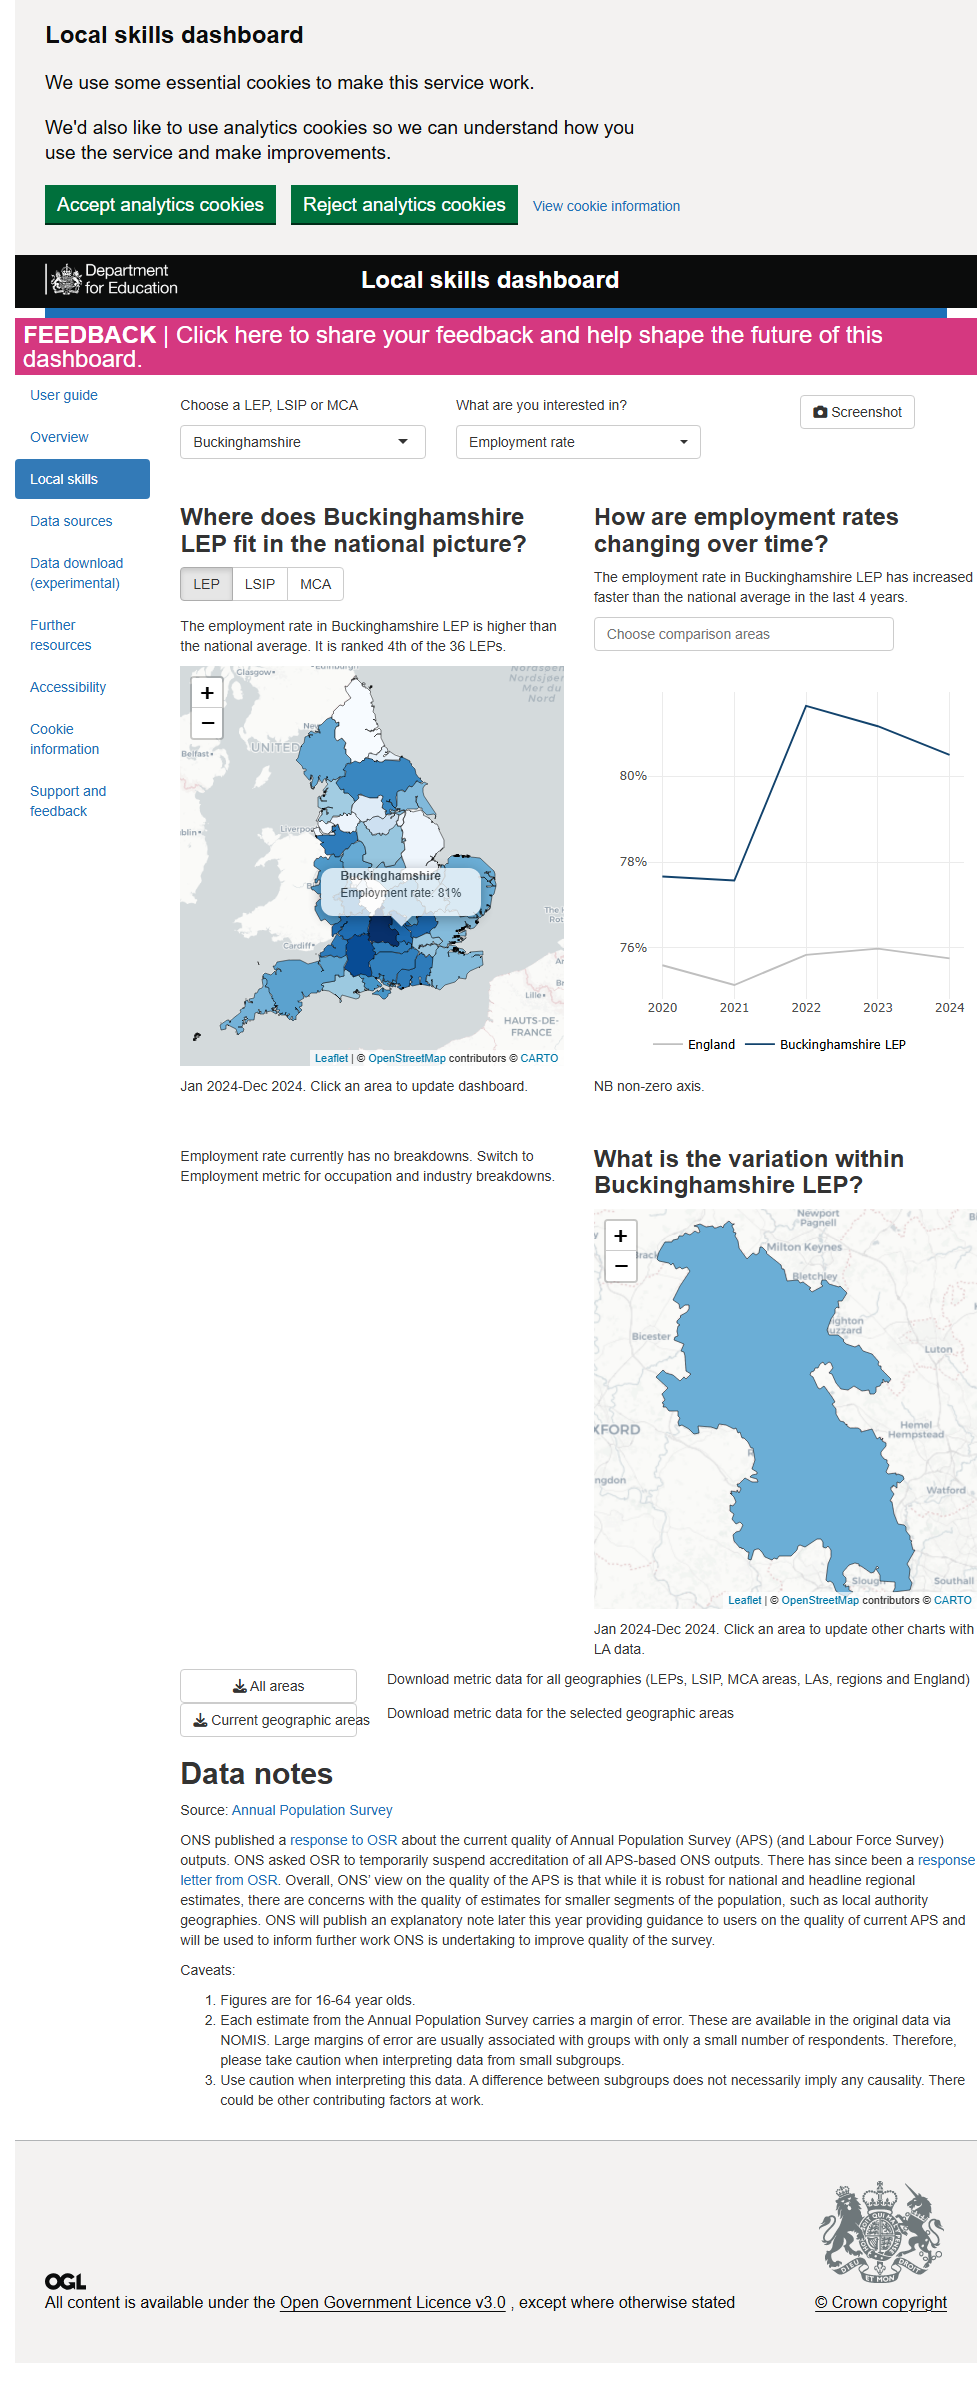 Local skills dashboard
We use some essential cookies to make this service work.
We'd also like to use analytics cookies so we can understand how you
use the service and make improvements.
Accept analytics cookies
Reject analytics cookies
View cookie information
Department
for Education
Local skills dashboard
FEEDBACK | Click here to share your feedback and help shape the future of this
dashboard.
User guide
Overview
Local skills
Data sources
Data download
(experimental)
Further
resources
Accessibility
Cookie
information
Support and
feedback
Choose a LEP, LSIP or MCA
Buckinghamshire
What are you interested in?
Employment rate
Screenshot
Where does Buckinghamshire
LEP fit in the national picture?
LEP
LSIP
MCA
The employment rate in Buckinghamshire LEP is higher than
the national average. It is ranked 4th of the 36 LEPs.
+
−
Glasgow
Edinburgh
Nordsøen
Nordsjøen
Mer du
Nord
UNITED
Belfast
Liverpoo
blin
Buckinghamshire
Employment rate: 81%
The
Rot
Cardiff
Lille
HAUTS-DE-
FRANCE
Leaflet | © OpenStreetMap contributors © CARTO
Jan 2024-Dec 2024. Click an area to update dashboard.
How are employment rates
changing over time?
The employment rate in Buckinghamshire LEP has increased
faster than the national average in the last 4 years.
Choose comparison areas
80%
78%
76%
2020
2021
2022
2023
2024
England
Buckinghamshire LEP
NB non-zero axis.
Employment rate currently has no breakdowns. Switch to
Employment metric for occupation and industry breakdowns.
What is the variation within
Buckinghamshire LEP?
+
−
Newport
Pagnell
Brack
Milton Keynes
Bletchley
ighton
uzzard
Bicester
Luton
XFORD
Hemel
Hempstead
ngdon
Watford
Slough
Southall
Leaflet | © OpenStreetMap contributors © CARTO
Jan 2024-Dec 2024. Click an area to update other charts with
LA data.
All areas
Download metric data for all geographies (LEPs, LSIP, MCA areas, LAs, regions and England)
Current geographic areas
Download metric data for the selected geographic areas
Data notes
Source: Annual Population Survey
ONS published a response to OSR about the current quality of Annual Population Survey (APS) (and Labour Force Survey)
outputs. ONS asked OSR to temporarily suspend accreditation of all APS-based ONS outputs. There has since been a response
letter from OSR. Overall, ONS' view on the quality of the APS is that while it is robust for national and headline regional
estimates, there are concerns with the quality of estimates for smaller segments of the population, such as local authority
geographies. ONS will publish an explanatory note later this year providing guidance to users on the quality of current APS and
will be used to inform further work ONS is undertaking to improve quality of the survey.
Caveats:
1. Figures are for 16-64 year olds.
2. Each estimate from the Annual Population Survey carries a margin of error. These are available in the original data via
NOMIS. Large margins of error are usually associated with groups with only a small number of respondents. Therefore,
please take caution when interpreting data from small subgroups.
3. Use caution when interpreting this data. A difference between subgroups does not necessarily imply any causality. There
could be other contributing factors at work.
OGL
All content is available under the Open Government Licence v3.0 , except where otherwise stated
© Crown copyright